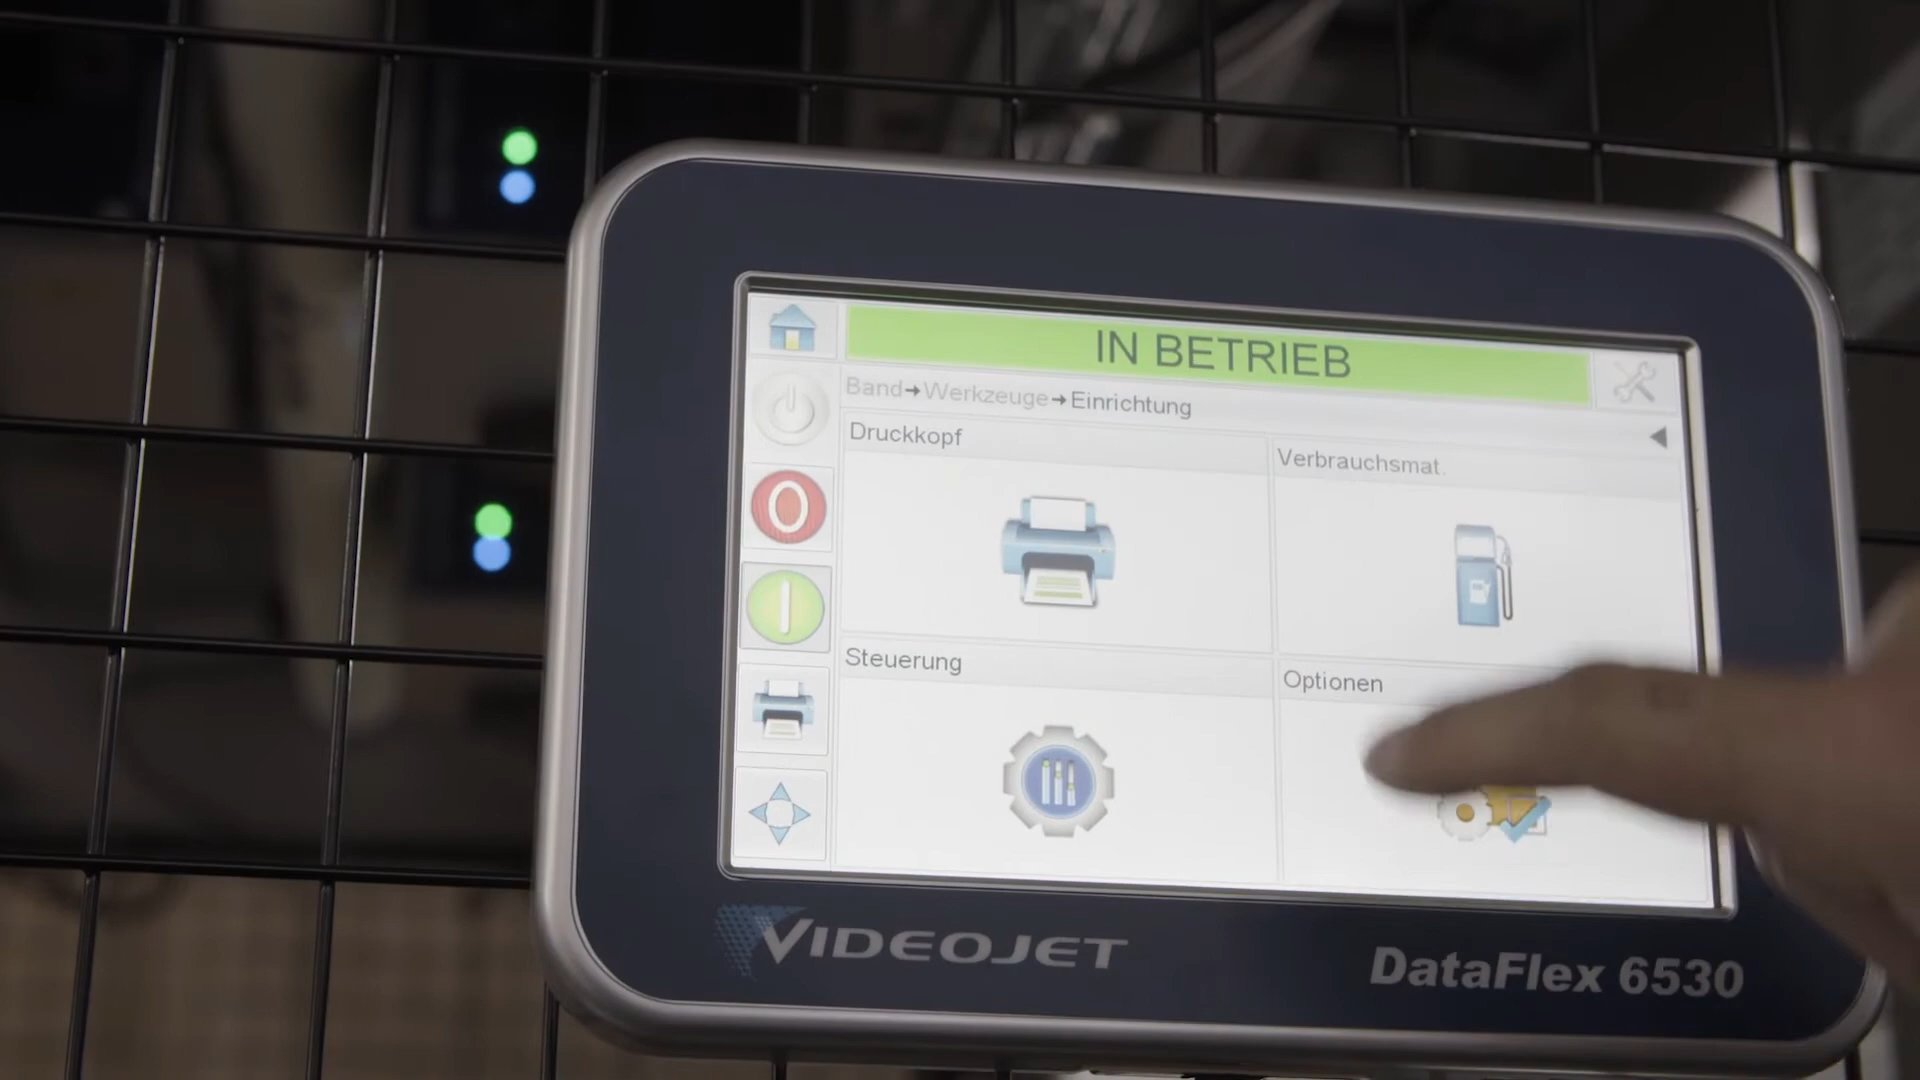 IN BETRIEB
Band→Werkzeuge→Einrichtung
Druckkopf
Verbrauchsmat.
Steuerung
Optionen
VIDEOJET
DataFlex 6530